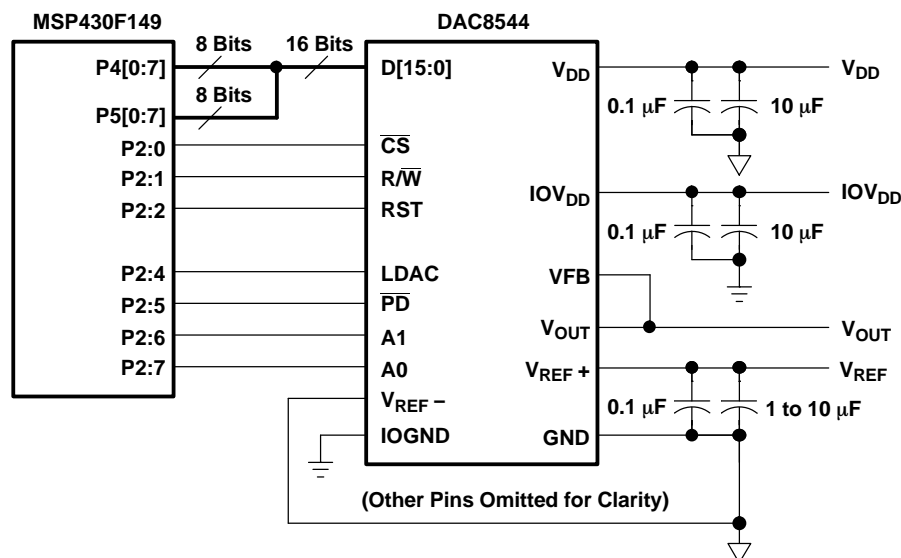 MSP430F149
DAC8544
P4[0:7]
8 Bits
16 Bits
D[15:0]
P5[0:7]
8 Bits
P2:0
C̅S̅
P2:1
R/W̅
P2:2
RST
P2:4
LDAC
P2:5
P̅D̅
P2:6
A1
P2:7
A0
VREF −
IOGND
VDD
VDD
0.1 μF
10 μF
IOVDD
IOVDD
0.1 μF
10 μF
VFB
VOUT
VOUT
VREF +
VREF
0.1 μF
1 to 10 μF
GND
(Other Pins Omitted for Clarity)